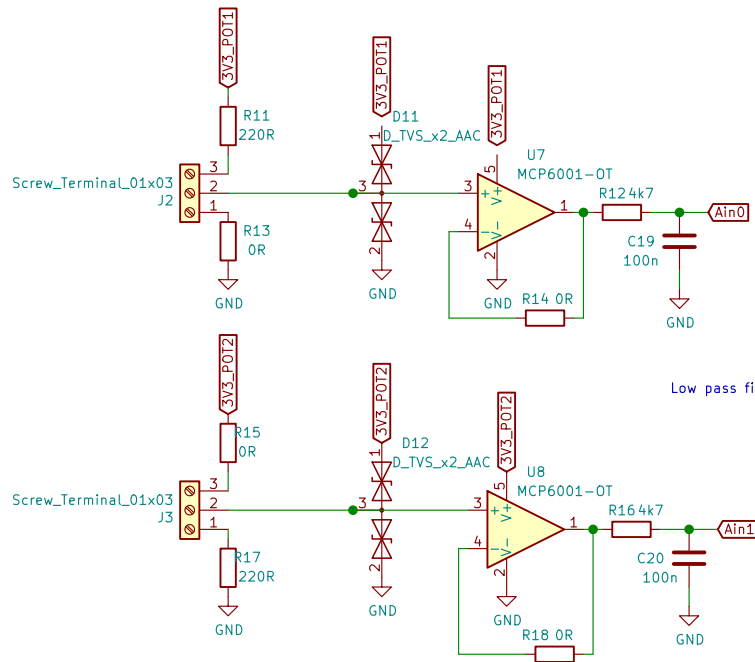 3V3_POT1
R11
220R
Screw_Terminal_01x03
J2
3
2
1
R13
0R
GND
3V3_POT1
D11
D_TVS_x2_AAC
1
3
2
GND
3V3_POT1
U7
MCP6001-OT
5
3
+
V+
4
-
V-
2
1
GND
R14 0R
R12 4k7
Ain0
C19
100n
GND
3V3_POT2
R15
0R
Screw_Terminal_01x03
J3
3
2
1
R17
220R
GND
3V3_POT2
D12
D_TVS_x2_AAC
1
3
2
GND
Low pass fi
3V3_POT2
U8
MCP6001-OT
5
3
+
V+
4
-
V-
2
1
GND
R18 0R
R16 4k7
Ain1
C20
100n
GND